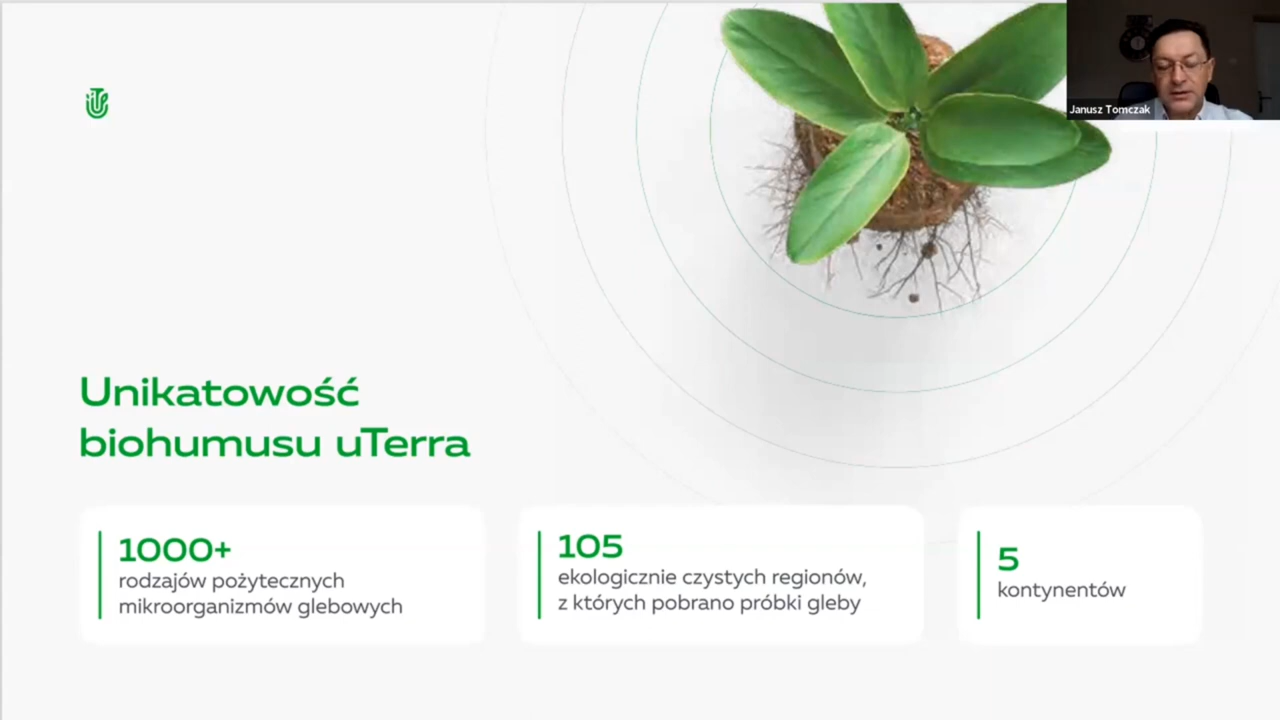 Janusz Tomczak
Unikatowość
biohumusu uTerra
1000+
rodzajów pożytecznych
mikroorganizmów glebowych
105
ekologicznie czystych regionów,
z których pobrano próbki gleby
5
kontynentów